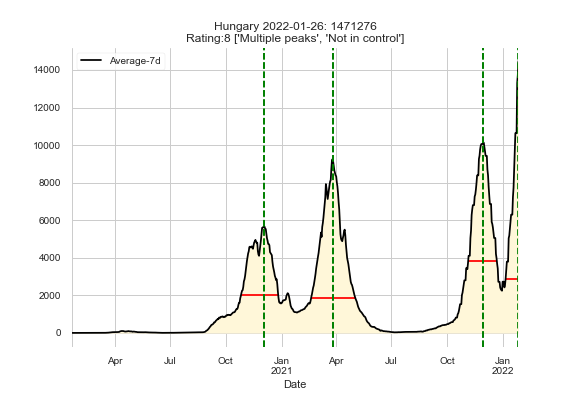 Hungary 2022-01-26: 1471276
Rating:8 ['Multiple peaks', 'Not in control']
Average-7d
14000
12000
10000
8000
6000
4000
2000
0
Apr
Jul
Oct
Jan
2021
Apr
Jul
Oct
Jan
2022
Date